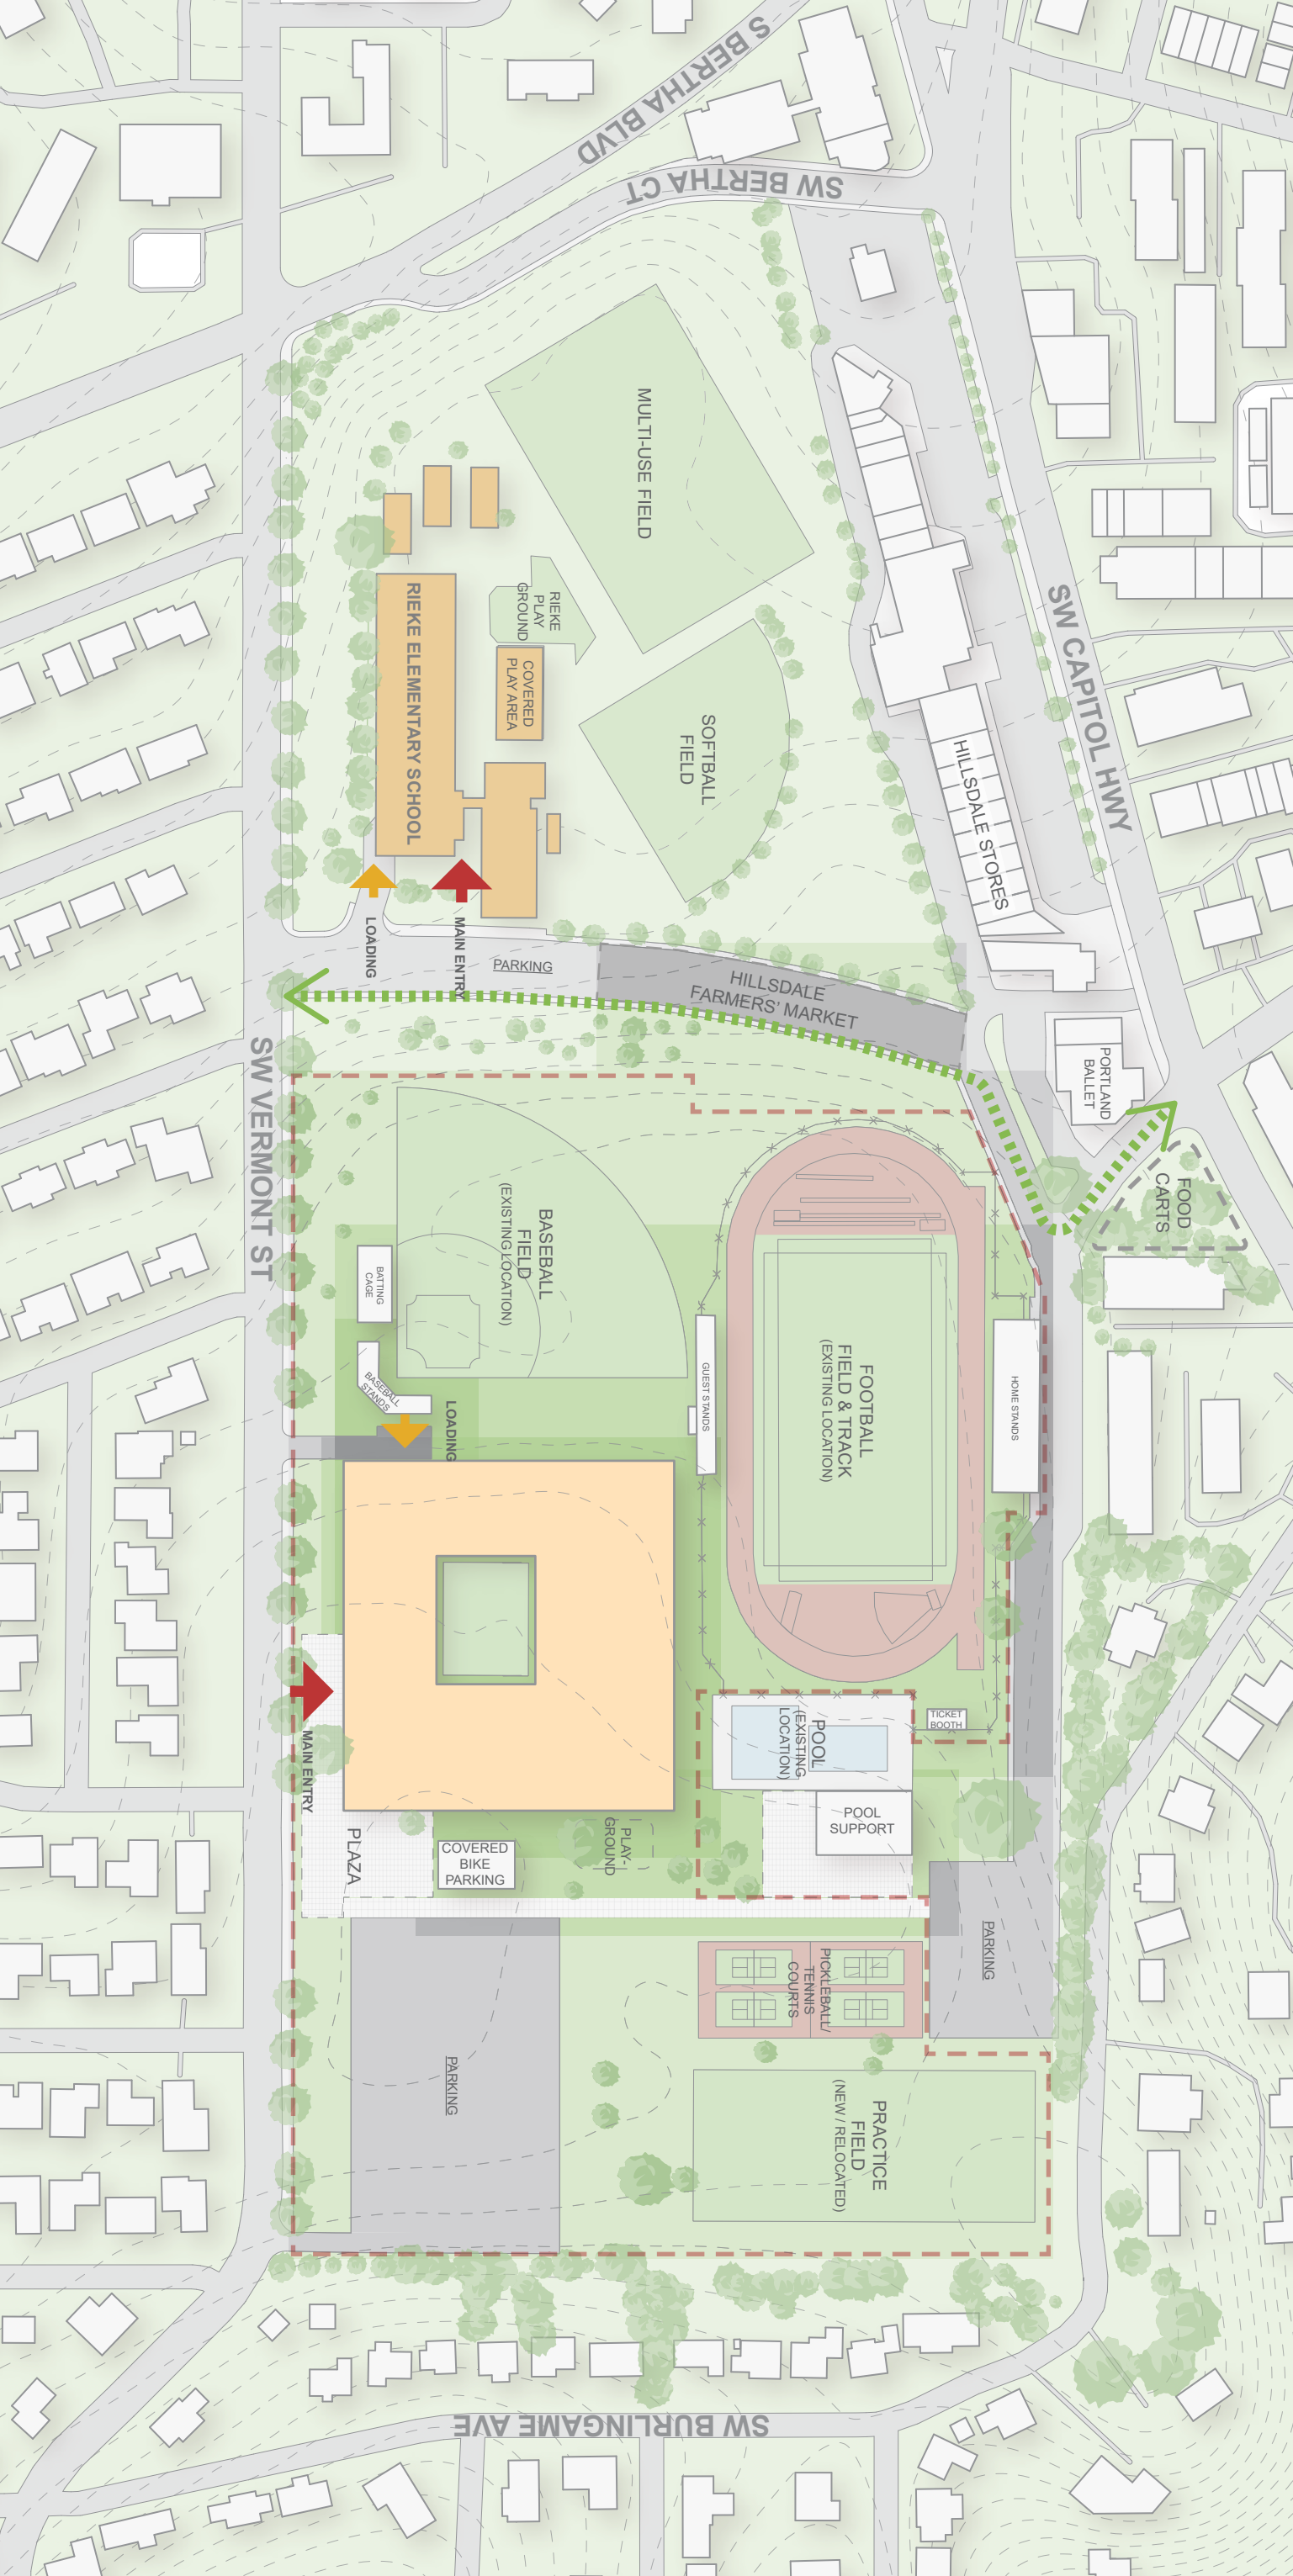 S BERTHA BLVD
SW BERTHA CT
MULTI-USE FIELD
RIEKE
PLAY
GROUND
RIEKE ELEMENTARY SCHOOL
COVERED
PLAY AREA
SOFTBALL
FIELD
SW CAPITOL HWY
HILLSDALE STORES
LOADING
MAIN ENTRY
PARKING
HILLSDALE
FARMERS' MARKET
PORTLAND
BALLET
FOOD
CARTS
SW VERMONT ST
BASEBALL
FIELD
(EXISTING LOCATION)
BATTING
CAGE
BASEBALL
STANDS
LOADING
GUEST STANDS
FOOTBALL
FIELD & TRACK
(EXISTING LOCATION)
HOME STANDS
MAIN ENTRY
POOL
(EXISTING
LOCATION)
TICKET
BOOTH
POOL
SUPPORT
PLAZA
COVERED
BIKE
PARKING
PLAY-
GROUND
PARKING
PICKLEBALL/
TENNIS
COURTS
PARKING
PRACTICE
FIELD
(NEW / RELOCATED)
SW BURLINGAME AVE